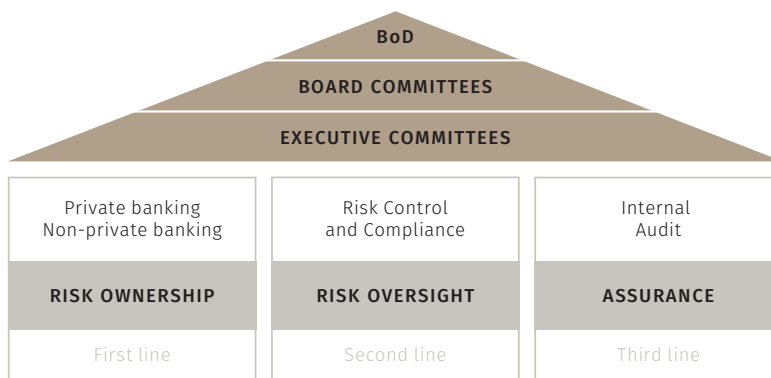 BoD
BOARD COMMITTEES
EXECUTIVE COMMITTEES
Private banking
Non-private banking
RISK OWNERSHIP
First line
Risk Control
and Compliance
RISK OVERSIGHT
Second line
Internal
Audit
ASSURANCE
Third line